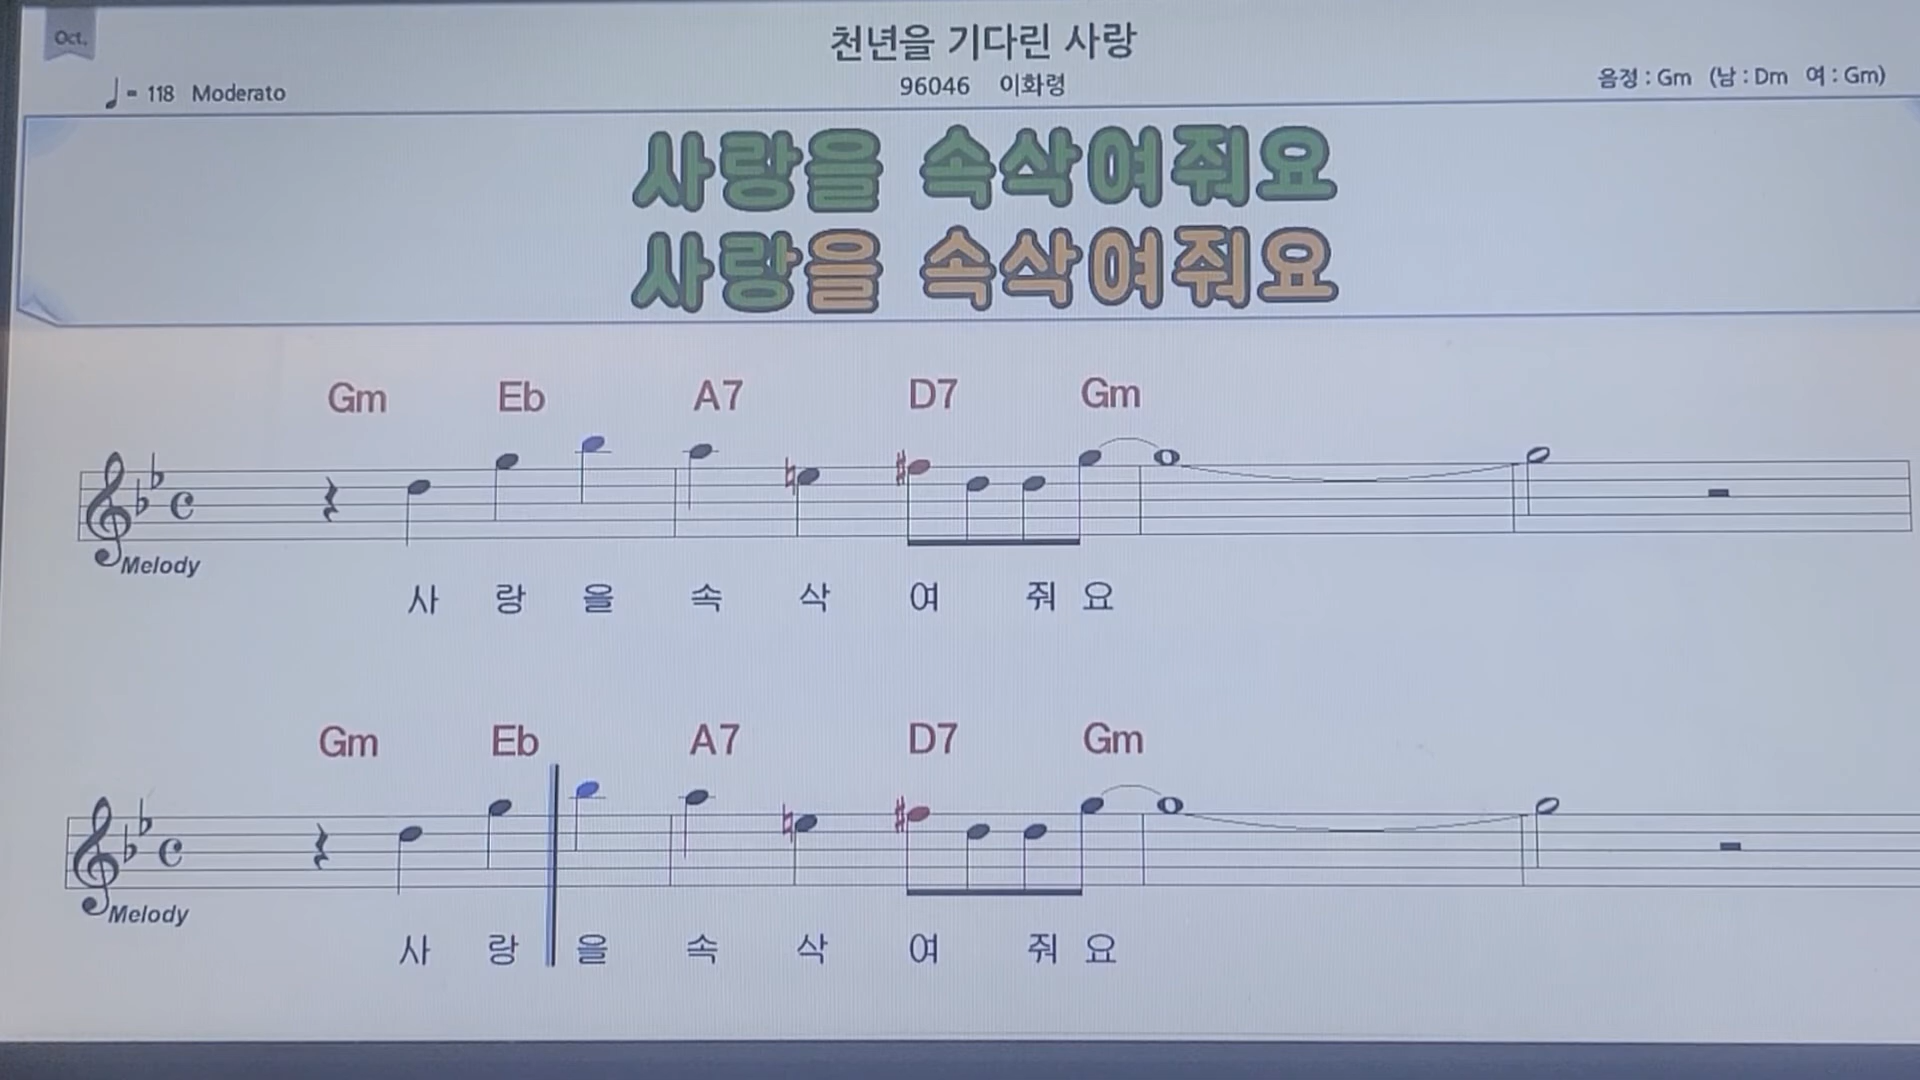 Oct.
천년을 기다린 사랑
♩= 118 Moderato
96046 이화령
음정 : Gm (남 : Dm 여 : Gm)
사랑을 속삭여줘요
사랑을 속삭여줘요
Gm Eb A7 D7 Gm
Melody
사 랑 을 속 삭 여 줘 요
Gm Eb A7 D7 Gm
Melody
사 랑 을 속 삭 여 줘 요